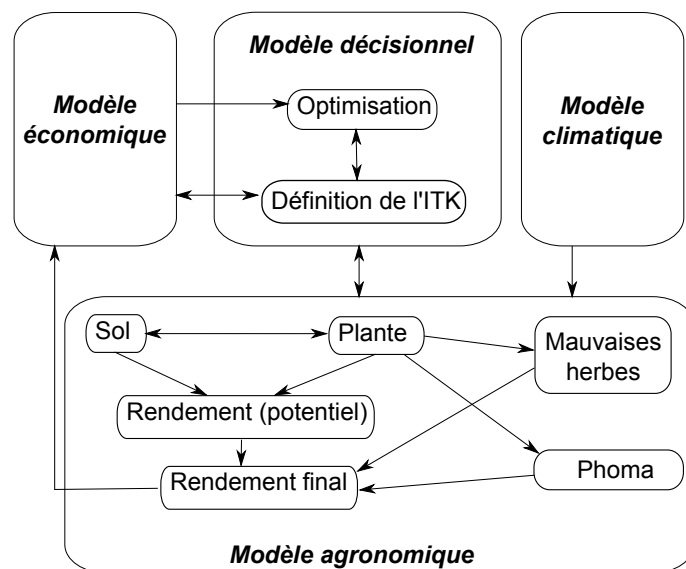 Modèle
économique
Modèle décisionnel
Optimisation
Définition de l'ITK
Modèle
climatique
Sol
Plante
Mauvaises
herbes
Rendement (potentiel)
Rendement final
Phoma
Modèle agronomique